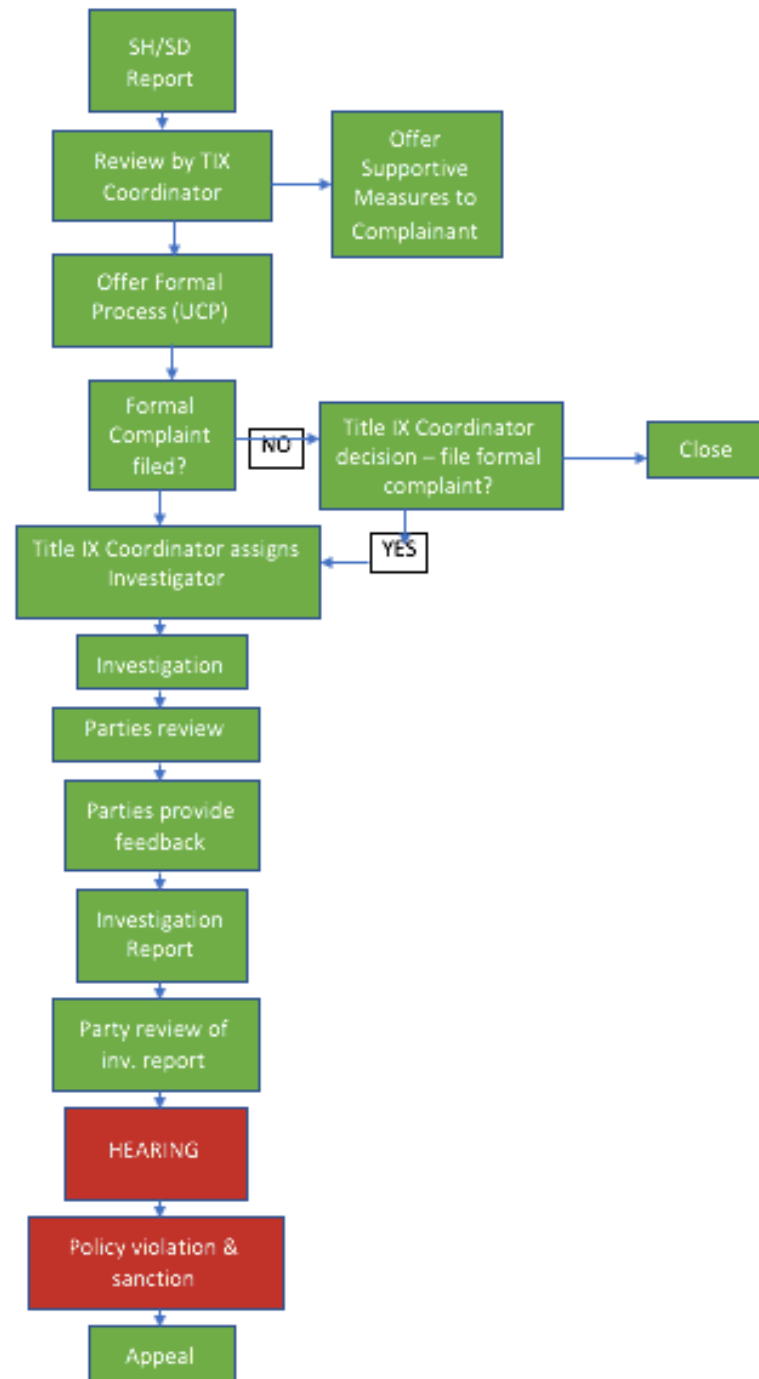 SH/SD
Report
Review by TIX
Coordinator
Offer
Supportive
Measures to
Complainant
Offer Formal
Process (UCP)
Formal
Complaint
filed?
NO
Title IX Coordinator
decision – file formal
complaint?
Close
YES
Title IX Coordinator assigns
Investigator
Investigation
Parties review
Parties provide
feedback
Investigation
Report
Party review of
inv. report
HEARING
Policy violation &
sanction
Appeal